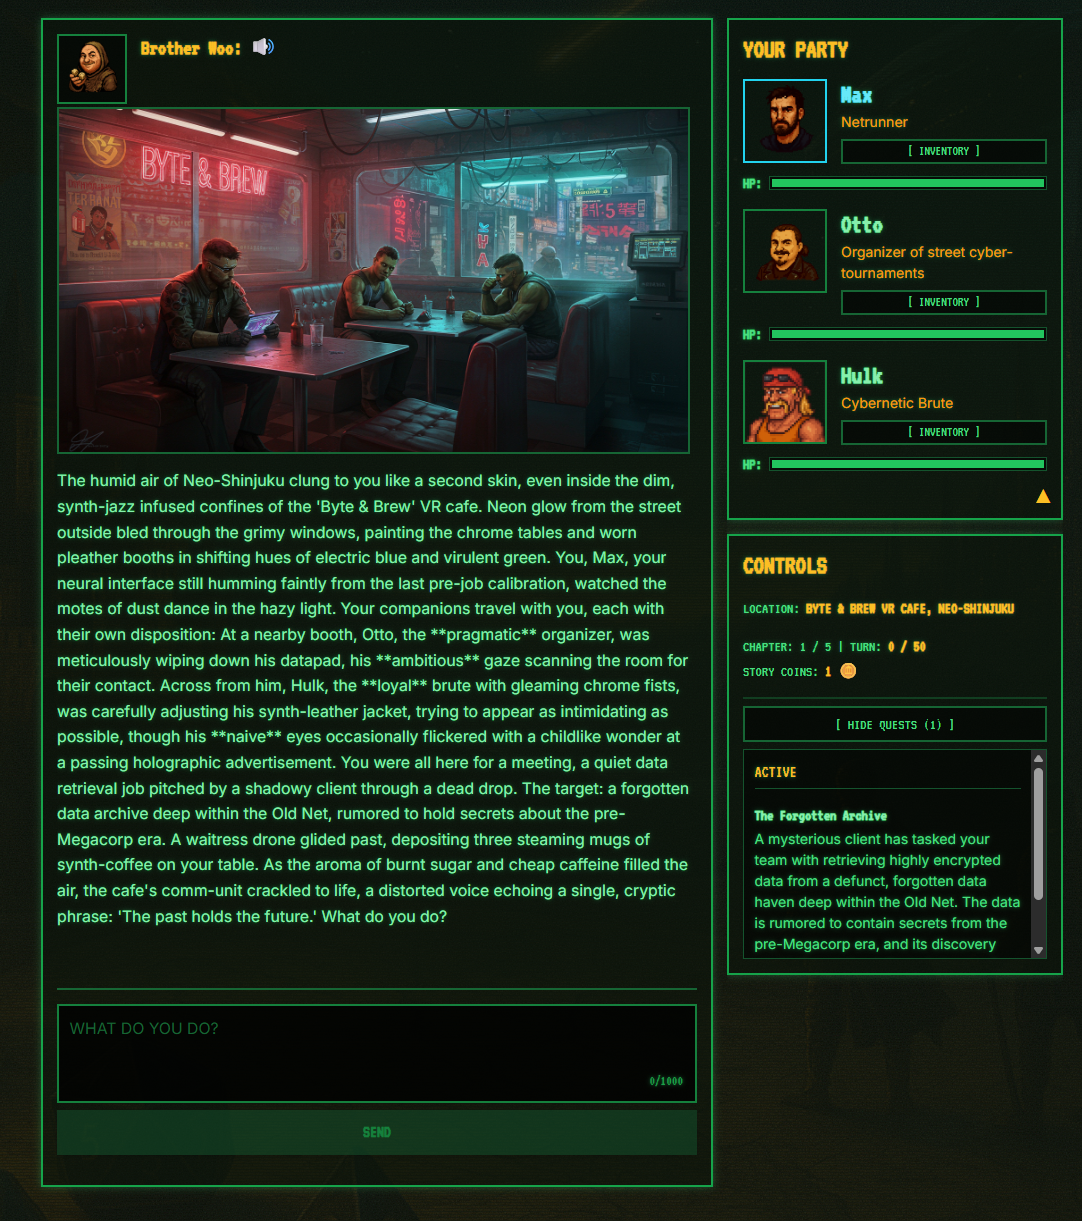 Brother Woo:
BYTE & BREW
The humid air of Neo-Shinjuku clung to you like a second skin, even inside the dim,
synth-jazz infused confines of the 'Byte & Brew' VR cafe. Neon glow from the street
outside bled through the grimy windows, painting the chrome tables and worn
pleather booths in shifting hues of electric blue and virulent green. You, Max, your
neural interface still humming faintly from the last pre-job calibration, watched the
motes of dust dance in the hazy light. Your companions travel with you, each with
their own disposition: At a nearby booth, Otto, the **pragmatic** organizer, was
meticulously wiping down his datapad, his **ambitious** gaze scanning the room for
their contact. Across from him, Hulk, the **loyal** brute with gleaming chrome fists,
was carefully adjusting his synth-leather jacket, trying to appear as intimidating as
possible, though his **naive** eyes occasionally flickered with a childlike wonder at
a passing holographic advertisement. You were all here for a meeting, a quiet data
retrieval job pitched by a shadowy client through a dead drop. The target: a forgotten
data archive deep within the Old Net, rumored to hold secrets about the pre-
Megacorp era. A waitress drone glided past, depositing three steaming mugs of
synth-coffee on your table. As the aroma of burnt sugar and cheap caffeine filled the
air, the cafe's comm-unit crackled to life, a distorted voice echoing a single, cryptic
phrase: 'The past holds the future.' What do you do?
WHAT DO YOU DO?
0/1000
SEND
YOUR PARTY
Max
Netrunner
[ INVENTORY ]
HP:
Otto
Organizer of street cyber-
tournaments
[ INVENTORY ]
HP:
Hulk
Cybernetic Brute
[ INVENTORY ]
HP:
CONTROLS
LOCATION: BYTE & BREW VR CAFE, NEO-SHINJUKU
CHAPTER: 1 / 5 | TURN: 0 / 50
STORY COINS: 1
[ HIDE QUESTS (1) ]
ACTIVE
The Forgotten Archive
A mysterious client has tasked your
team with retrieving highly encrypted
data from a defunct, forgotten data
haven deep within the Old Net. The data
is rumored to contain secrets from the
pre-Megacorp era, and its discovery